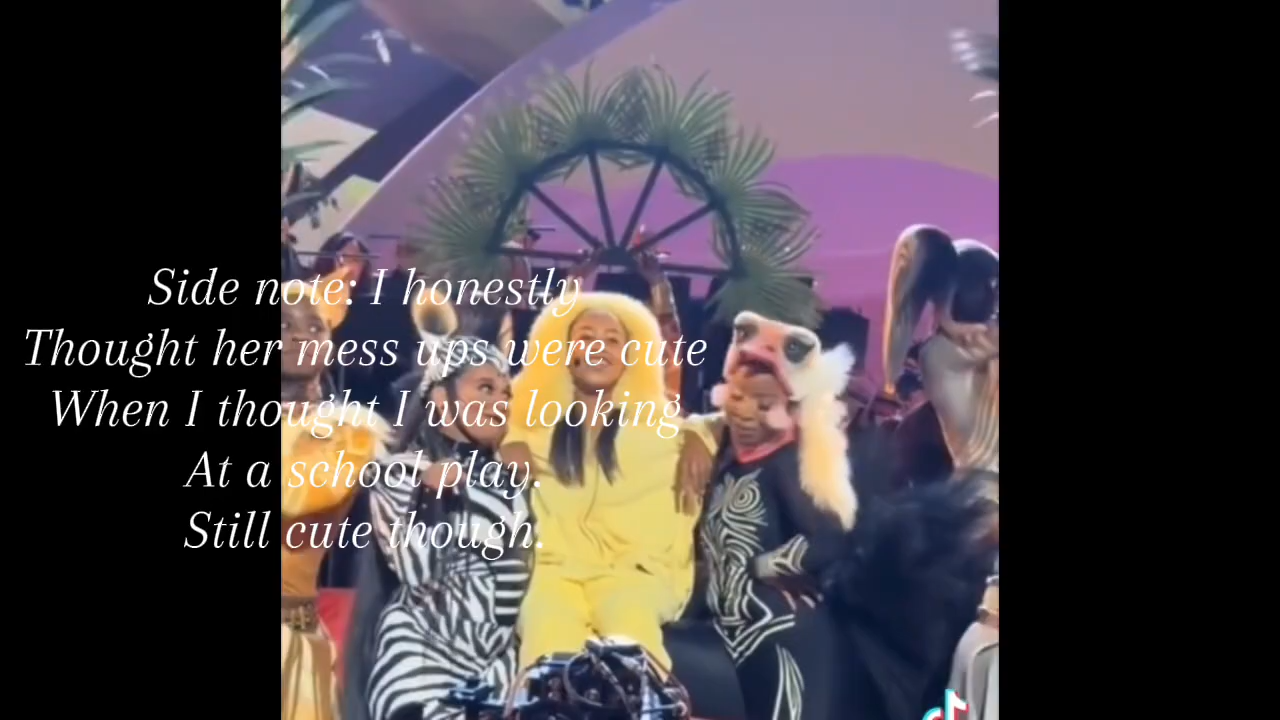 Side note: I honestly
Thought her mess ups were cute
When I thought I was looking
At a school play.
Still cute though.